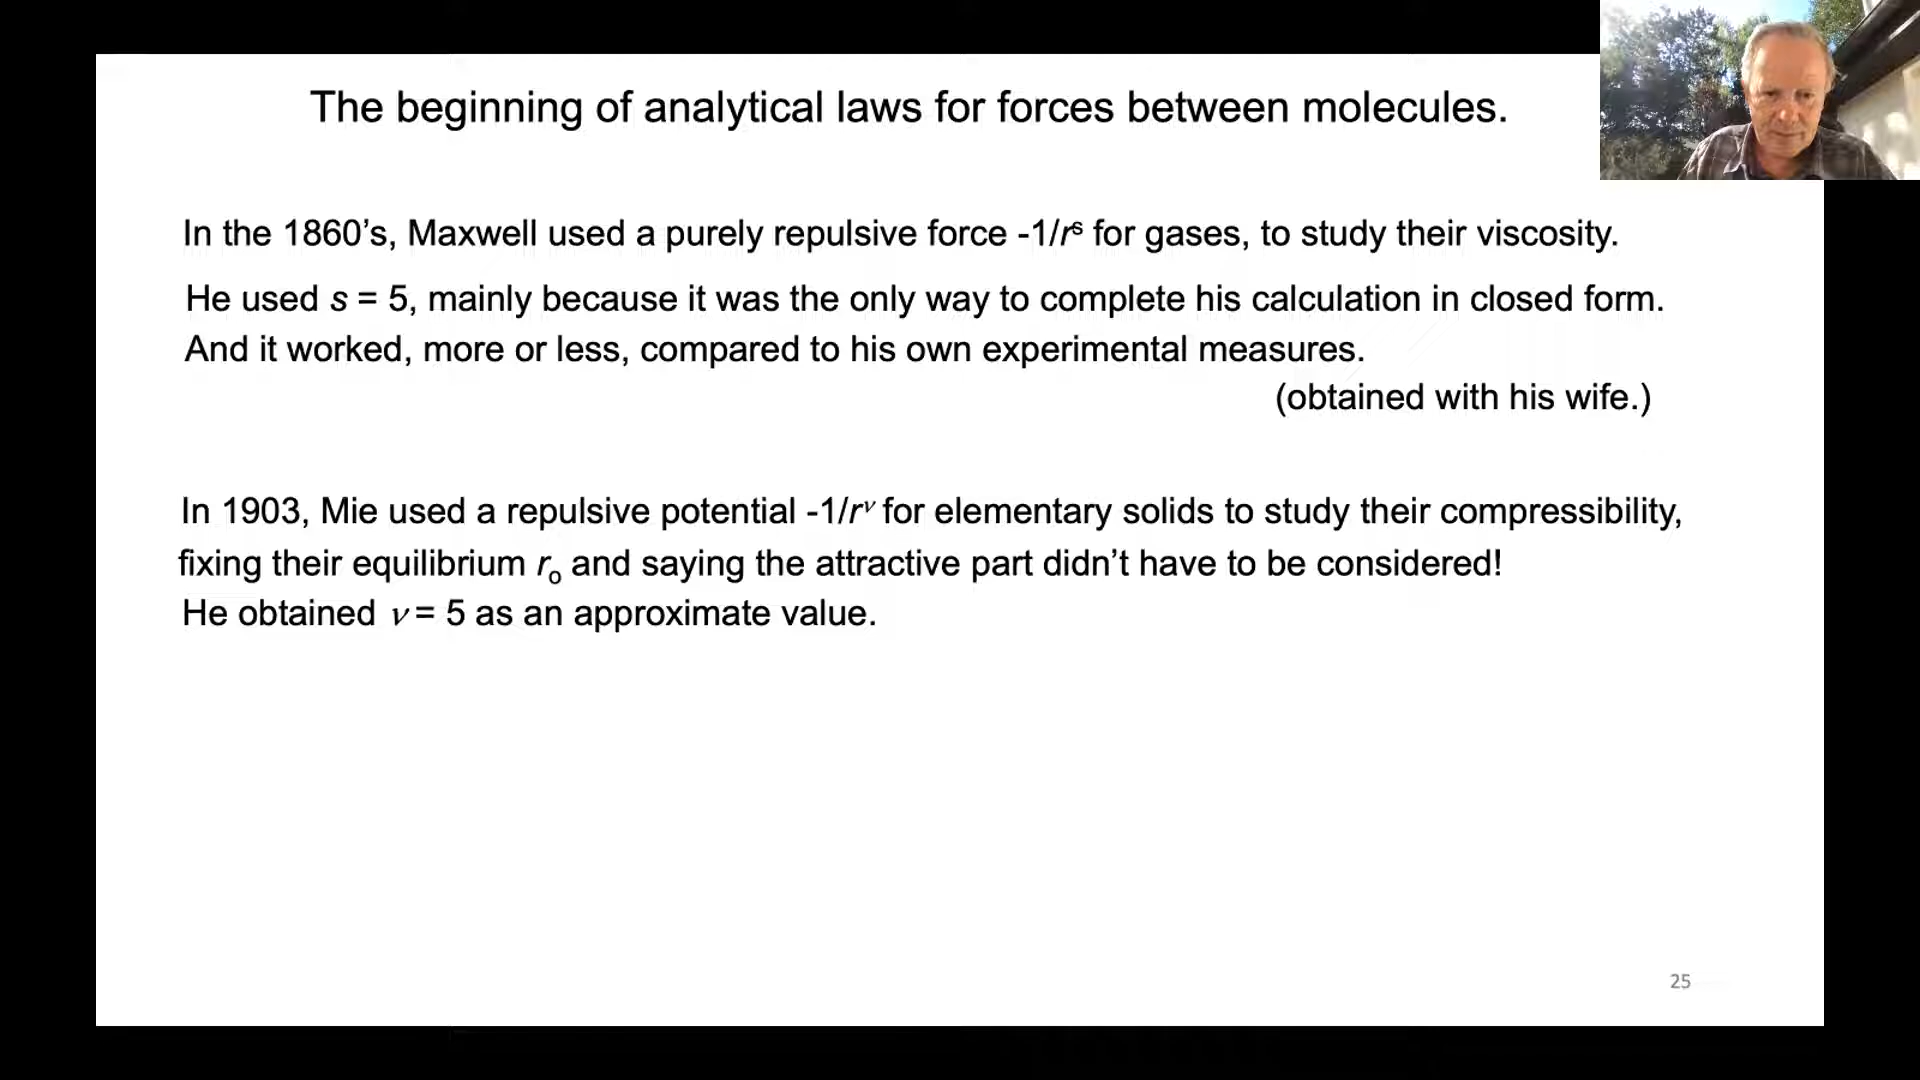 The beginning of analytical laws for forces between molecules.
In the 1860’s, Maxwell used a purely repulsive force -1/rˢ for gases, to study their viscosity.
He used s = 5, mainly because it was the only way to complete his calculation in closed form.
And it worked, more or less, compared to his own experimental measures.
(obtained with his wife.)
In 1903, Mie used a repulsive potential -1/r^ν for elementary solids to study their compressibility,
fixing their equilibrium rₒ and saying the attractive part didn’t have to be considered!
He obtained ν = 5 as an approximate value.
25